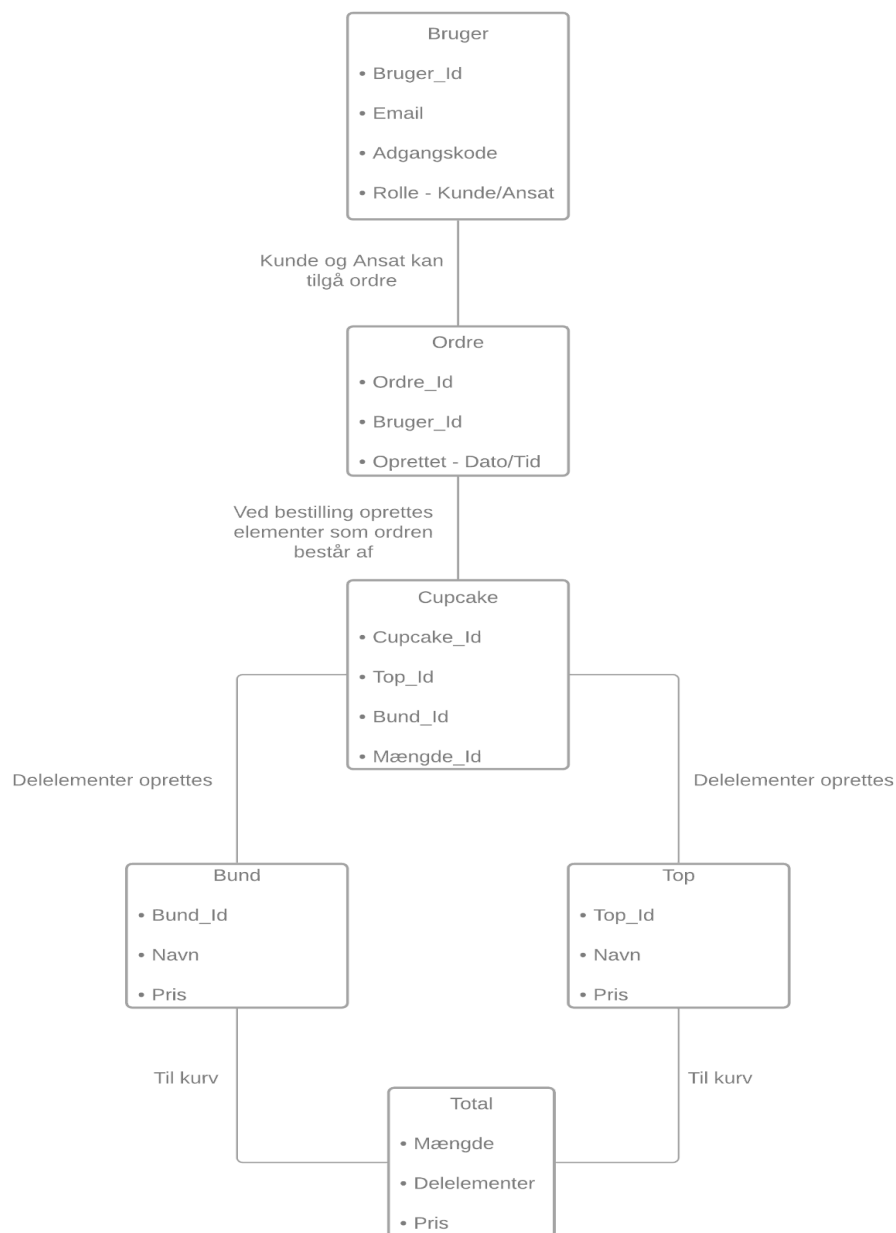 Bruger
• Bruger_Id
• Email
• Adgangskode
• Rolle - Kunde/Ansat
Kunde og Ansat kan
tilgå ordre
Ordre
• Ordre_Id
• Bruger_Id
• Oprettet - Dato/Tid
Ved bestilling oprettes
elementer som ordren
består af
Cupcake
• Cupcake_Id
• Top_Id
• Bund_Id
• Mængde_Id
Delelementer oprettes
Delelementer oprettes
Bund
• Bund_Id
• Navn
• Pris
Top
• Top_Id
• Navn
• Pris
Til kurv
Til kurv
Total
• Mængde
• Delelementer
• Pris